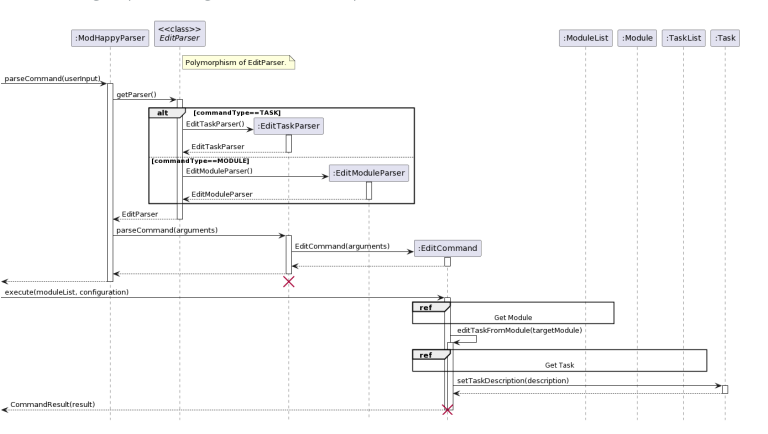 <<class>>
:ModHappyParser
EditParser
:ModuleList
:Module
:TaskList
:Task
Polymorphism of EditParser.
parseCommand(userInput)
getParser()
alt
[commandType==TASK]
EditTaskParser()
:EditTaskParser
EditTaskParser
[commandType==MODULE]
EditModuleParser()
:EditModuleParser
EditModuleParser
EditParser
parseCommand(arguments)
EditCommand(arguments)
:EditCommand
execute(moduleList, configuration)
ref
Get Module
editTaskFromModule(targetModule)
ref
Get Task
setTaskDescription(description)
CommandResult(result)